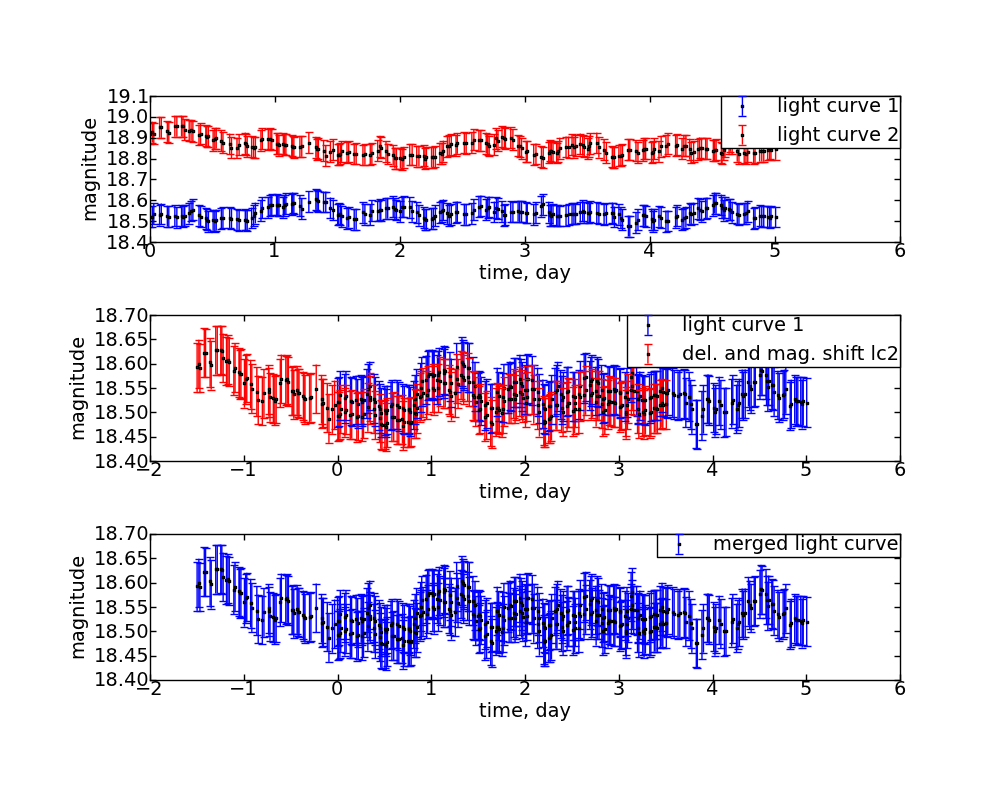 19.1
19.0
18.9
18.8
18.7
18.6
18.5
18.4
magnitude
light curve 1
light curve 2
0 1 2 3 4 5 6
time, day
18.70
18.65
18.60
18.55
18.50
18.45
18.40
magnitude
light curve 1
del. and mag. shift lc2
−2 −1 0 1 2 3 4 5 6
time, day
18.70
18.65
18.60
18.55
18.50
18.45
18.40
magnitude
merged light curve
−2 −1 0 1 2 3 4 5 6
time, day